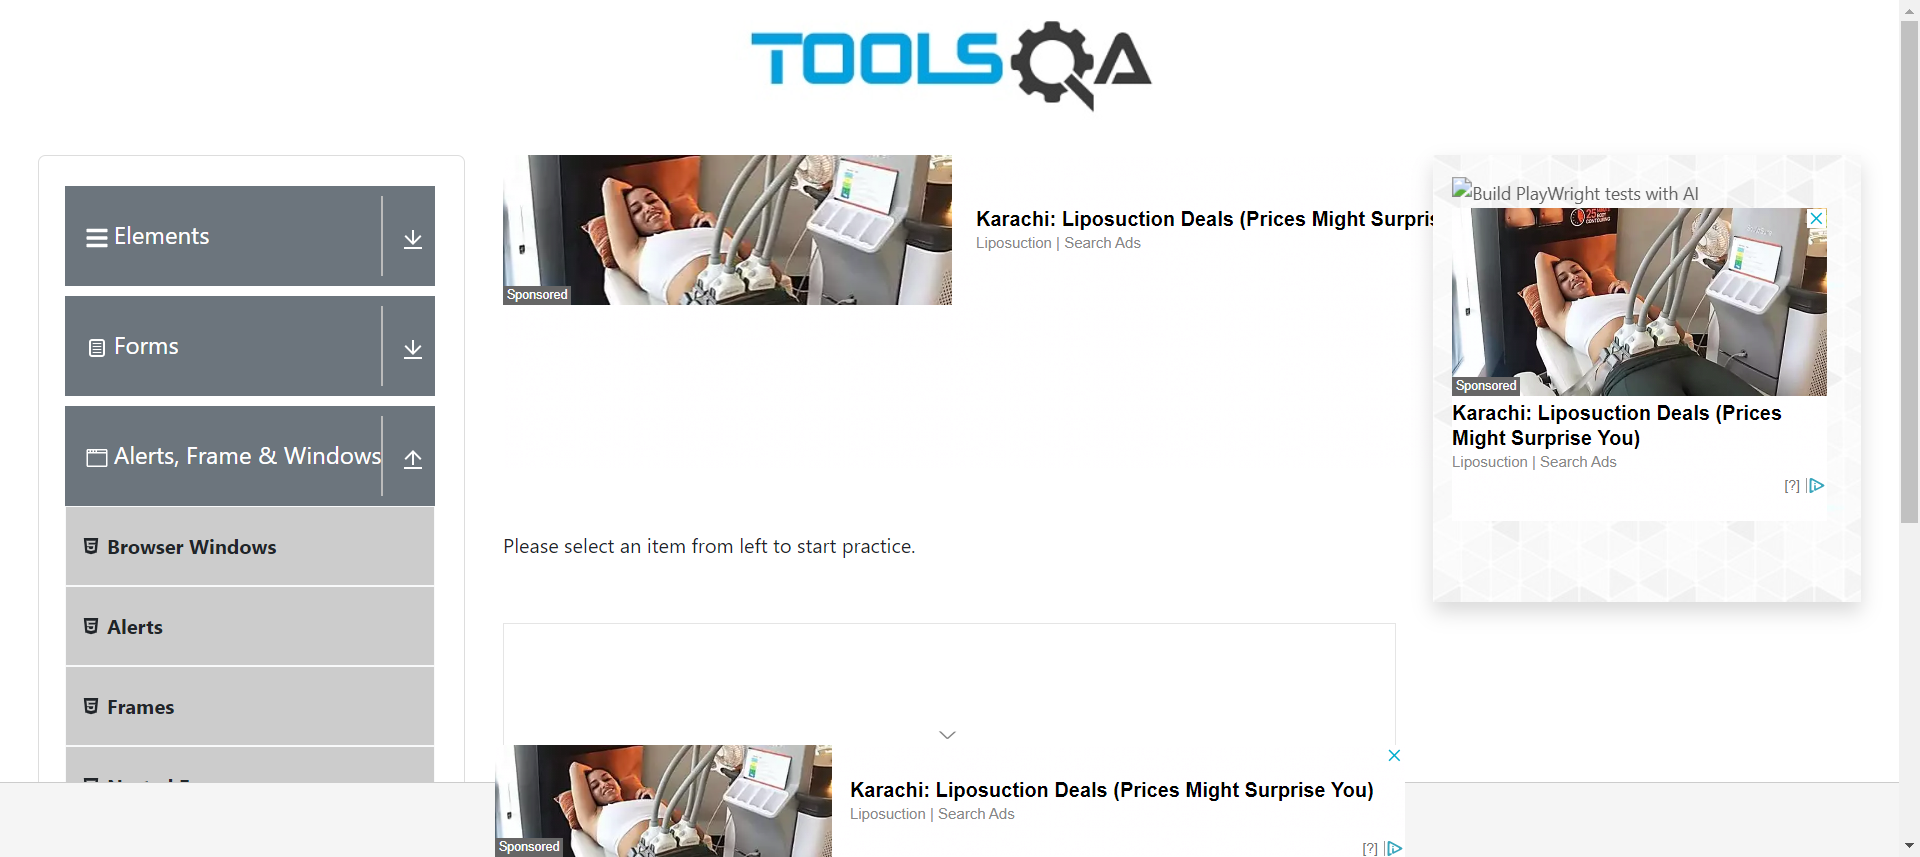 TOOLSQA
Elements
Forms
Alerts, Frame & Windows
Browser Windows
Alerts
Frames
Sponsored
Karachi: Liposuction Deals (Prices Might Surpris
Liposuction | Search Ads
Please select an item from left to start practice.
Build PlayWright tests with AI
Sponsored
Karachi: Liposuction Deals (Prices
Might Surprise You)
Liposuction | Search Ads
[?]
Sponsored
Karachi: Liposuction Deals (Prices Might Surprise You)
Liposuction | Search Ads
[?]